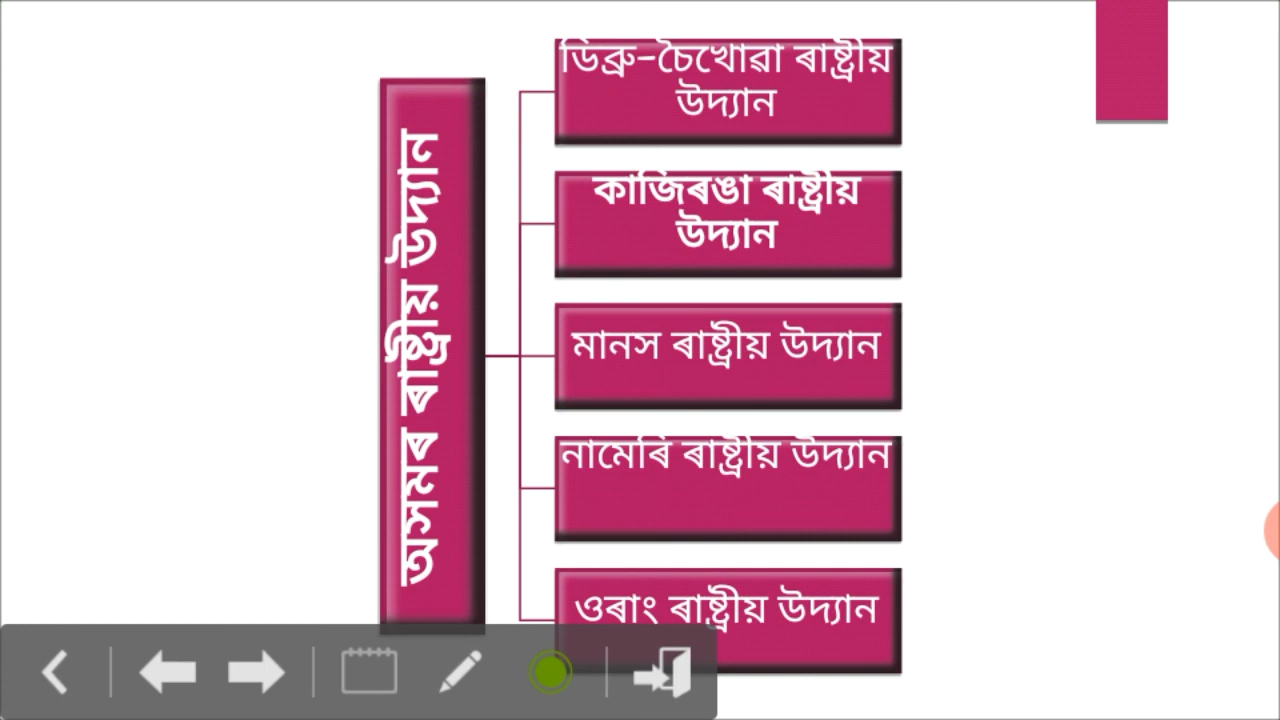 অসমৰ ৰাষ্ট্ৰীয় উদ্যান
ডিব্ৰু-চৈখোৱা ৰাষ্ট্ৰীয়
উদ্যান
কাজিৰঙা ৰাষ্ট্ৰীয়
উদ্যান
মানস ৰাষ্ট্ৰীয় উদ্যান
নামেৰি ৰাষ্ট্ৰীয় উদ্যান
ওৰাং ৰাষ্ট্ৰীয় উদ্যান